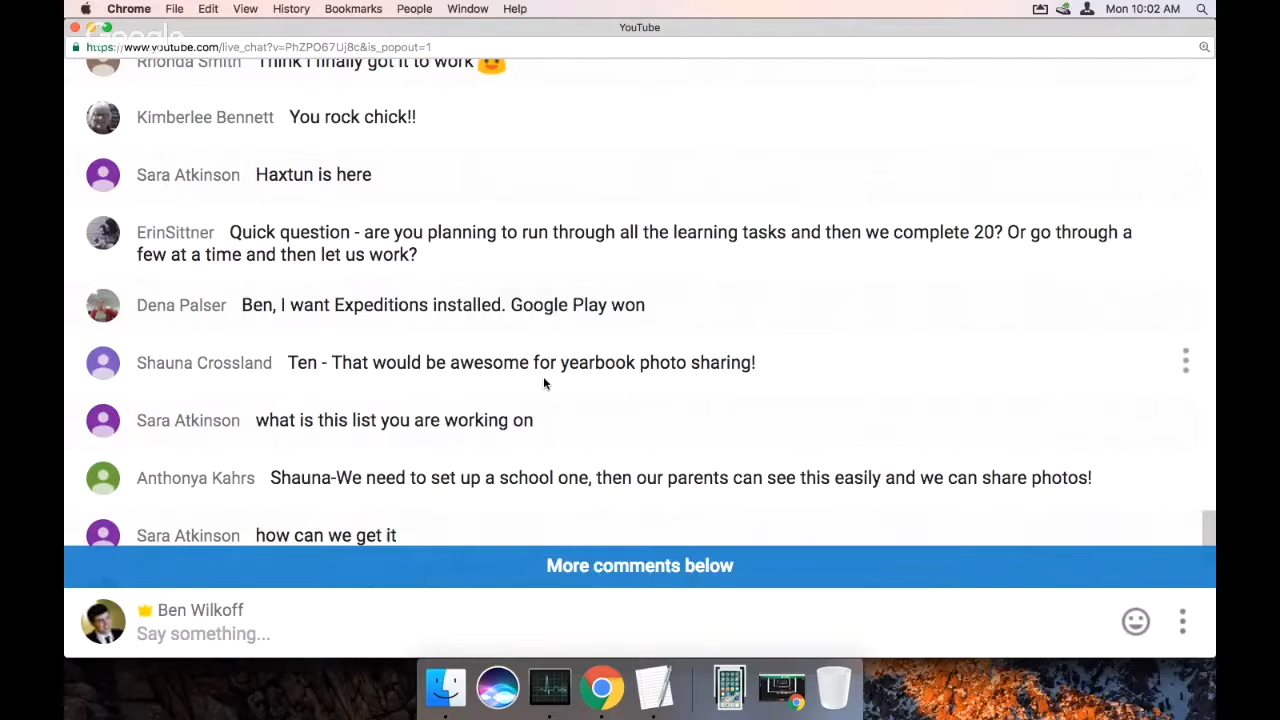 Chrome File Edit View History Bookmarks People Window Help Mon 10:02 AM
YouTube
Google
https://www.youtube.com/live_chat?v=PhZPO67Uj8c&is_popout=1
Rhonda Smith Think I finally got it to work
Kimberlee Bennett You rock chick!!
Sara Atkinson Haxtun is here
ErinSittner Quick question - are you planning to run through all the learning tasks and then we complete 20? Or go through a
few at a time and then let us work?
Dena Palser Ben, I want Expeditions installed. Google Play won
Shauna Crossland Ten - That would be awesome for yearbook photo sharing!
Sara Atkinson what is this list you are working on
Anthonya Kahrs Shauna-We need to set up a school one, then our parents can see this easily and we can share photos!
Sara Atkinson how can we get it
More comments below
Ben Wilkoff
Say something...